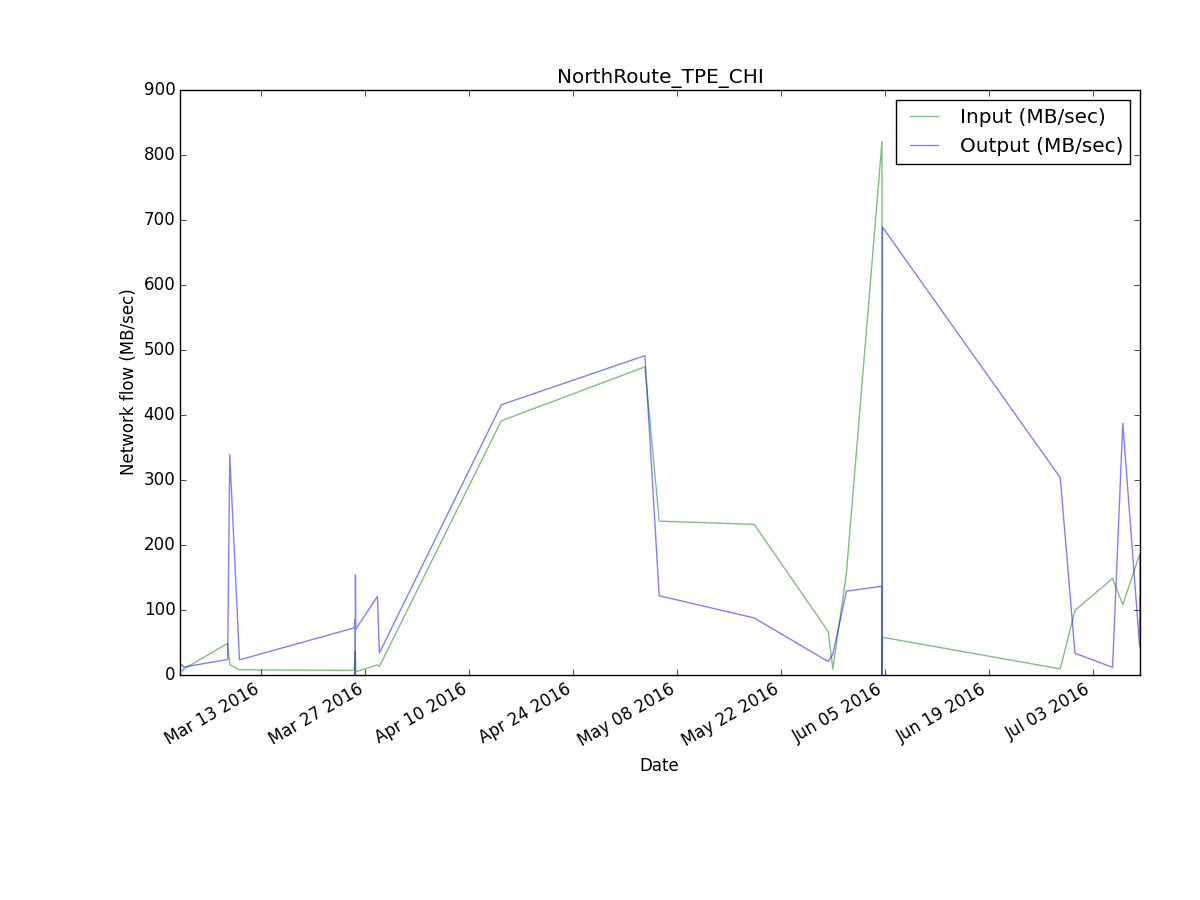 NorthRoute_TPE_CHI
Input (MB/sec)
Output (MB/sec)
Network flow (MB/sec)
900
800
700
600
500
400
300
200
100
0
Mar 13 2016
Mar 27 2016
Apr 10 2016
Apr 24 2016
May 08 2016
May 22 2016
Jun 05 2016
Jun 19 2016
Jul 03 2016
Date